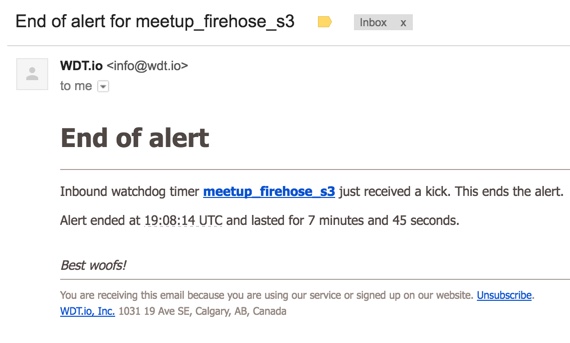 End of alert for meetup_firehose_s3 Inbox x
WDT.io <info@wdt.io>
to me
End of alert
Inbound watchdog timer meetup_firehose_s3 just received a kick. This ends the alert.
Alert ended at 19:08:14 UTC and lasted for 7 minutes and 45 seconds.
Best woofs!
You are receiving this email because you are using our service or signed up on our website. Unsubscribe.
WDT.io, Inc. 1031 19 Ave SE, Calgary, AB, Canada